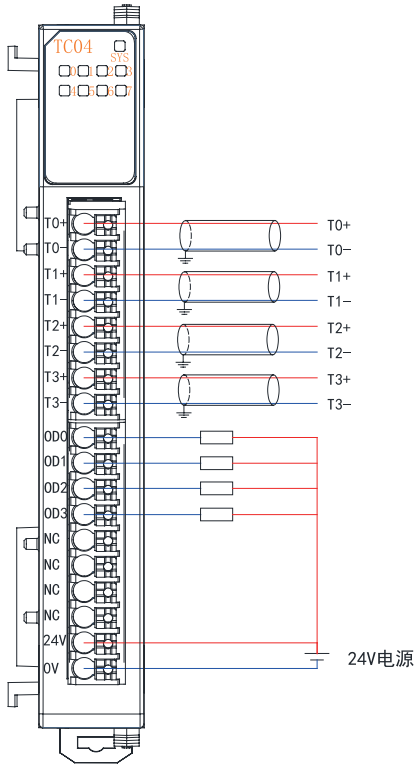 TC04
SYS
0 1 2 3
4 5 6 7
T0+ T0+
T0- T0-
T1+ T1+
T1- T1-
T2+ T2+
T2- T2-
T3+ T3+
T3- T3-
OD0
OD1
OD2
OD3
NC
NC
NC
NC
24V
24V电源
0V